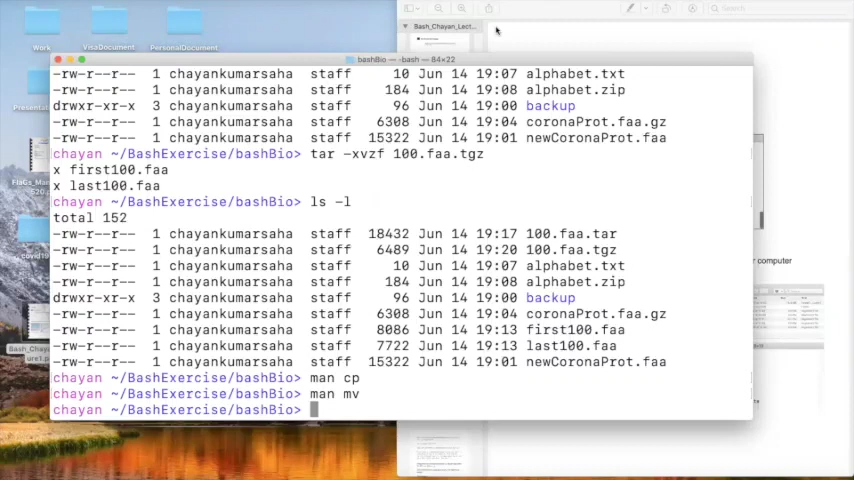 Bash_Chayan_Lect...
Search
Work
VisaDocument
PersonalDocument
bashBio — -bash — 84×22
-rw-r--r-- 1 chayankumarsaha staff 10 Jun 14 19:07 alphabet.txt
-rw-r--r-- 1 chayankumarsaha staff 184 Jun 14 19:08 alphabet.zip
drwxr-xr-x 3 chayankumarsaha staff 96 Jun 14 19:00 backup
-rw-r--r-- 1 chayankumarsaha staff 6308 Jun 14 19:04 coronaProt.faa.gz
-rw-r--r-- 1 chayankumarsaha staff 15322 Jun 14 19:01 newCoronaProt.faa
chayan ~/BashExercise/bashBio> tar -xvzf 100.faa.tgz
x first100.faa
x last100.faa
chayan ~/BashExercise/bashBio> ls -l
total 152
-rw-r--r-- 1 chayankumarsaha staff 18432 Jun 14 19:17 100.faa.tar
-rw-r--r-- 1 chayankumarsaha staff 6489 Jun 14 19:20 100.faa.tgz
-rw-r--r-- 1 chayankumarsaha staff 10 Jun 14 19:07 alphabet.txt
-rw-r--r-- 1 chayankumarsaha staff 184 Jun 14 19:08 alphabet.zip
drwxr-xr-x 3 chayankumarsaha staff 96 Jun 14 19:00 backup
-rw-r--r-- 1 chayankumarsaha staff 6308 Jun 14 19:04 coronaProt.faa.gz
-rw-r--r-- 1 chayankumarsaha staff 8086 Jun 14 19:13 first100.faa
-rw-r--r-- 1 chayankumarsaha staff 7722 Jun 14 19:13 last100.faa
-rw-r--r-- 1 chayankumarsaha staff 15322 Jun 14 19:01 newCoronaProt.faa
chayan ~/BashExercise/bashBio> man cp
chayan ~/BashExercise/bashBio> man mv
chayan ~/BashExercise/bashBio>
Presentat
FlaGs_Man
520.p
covid19
Bash_Chaya
ure1.p
computer